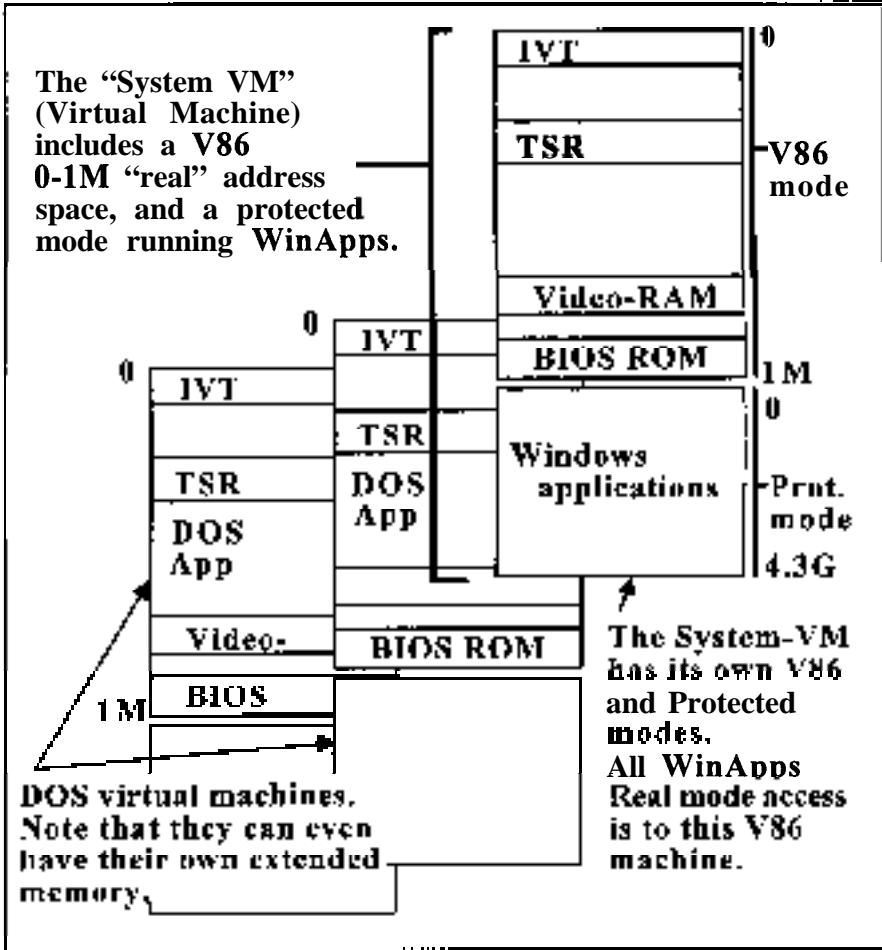 The “System VM”
(Virtual Machine)
includes a V86
0-1M “real” address
space, and a protected
mode running WinApps.
0
IVT
TSR
V86
mode
Video-RAM
BIOS ROM
1M
0
Windows
applications
Prot.
mode
4.3G
0
IVT
TSR
DOS
App
BIOS ROM
0
IVT
TSR
DOS
App
Video-
BIOS
1M
The System-VM
has its own V86
and Protected
modes.
All WinApps
Real mode access
is to this V86
machine.
DOS virtual machines.
Note that they can even
have their own extended
memory.